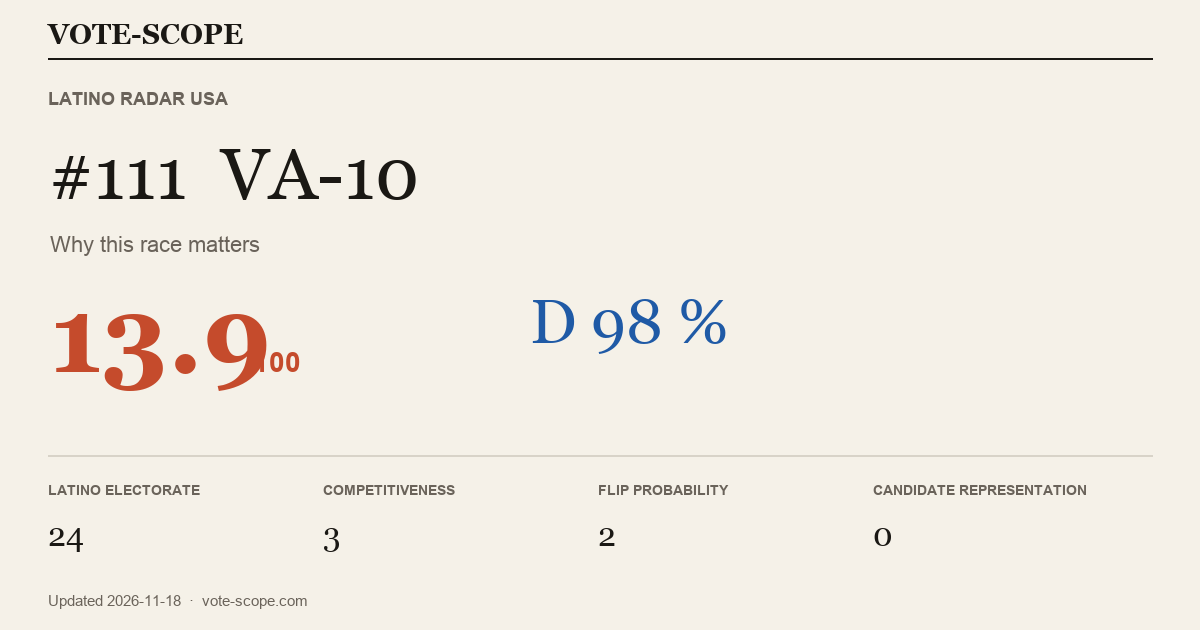 VOTE-SCOPE
LATINO RADAR USA
#111 VA-10
Why this race matters
13.9
D 98 %
LATINO ELECTORATE
COMPETITIVENESS
FLIP PROBABILITY
CANDIDATE REPRESENTATION
24
3
2
0
Updated 2026-11-18 · vote-scope.com